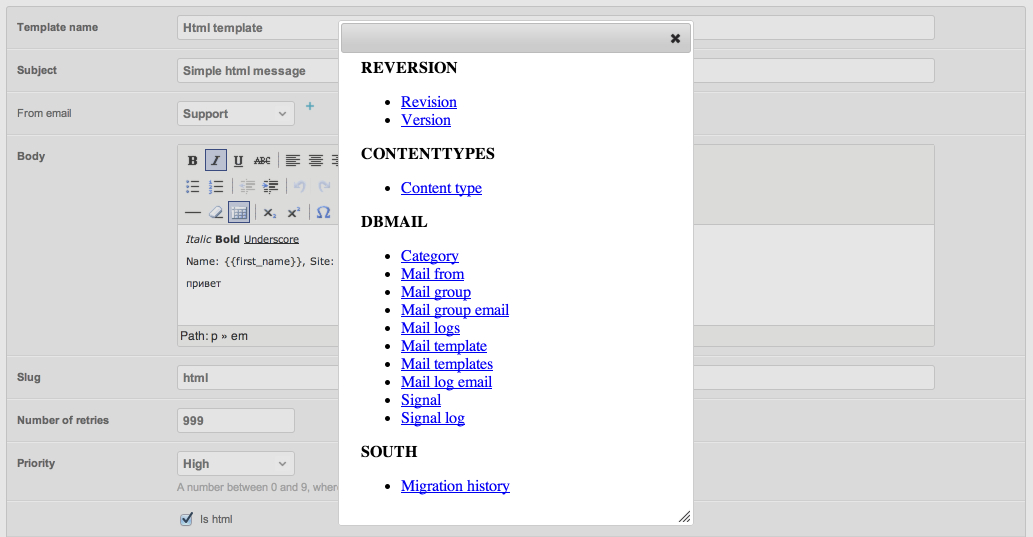 Template name
Html template
Subject
Simple html message
From email
Support
+
Body
B I U ABC
x₂ x² Ω
Italic Bold Underscore
Name: {{first_name}}, Site:
привет
Path: p » em
Slug
html
Number of retries
999
Priority
High
A number between 0 and 9, where
Is html
REVERSION
Revision
Version
CONTENTTYPES
Content type
DBMAIL
Category
Mail from
Mail group
Mail group email
Mail logs
Mail template
Mail templates
Mail log email
Signal
Signal log
SOUTH
Migration history